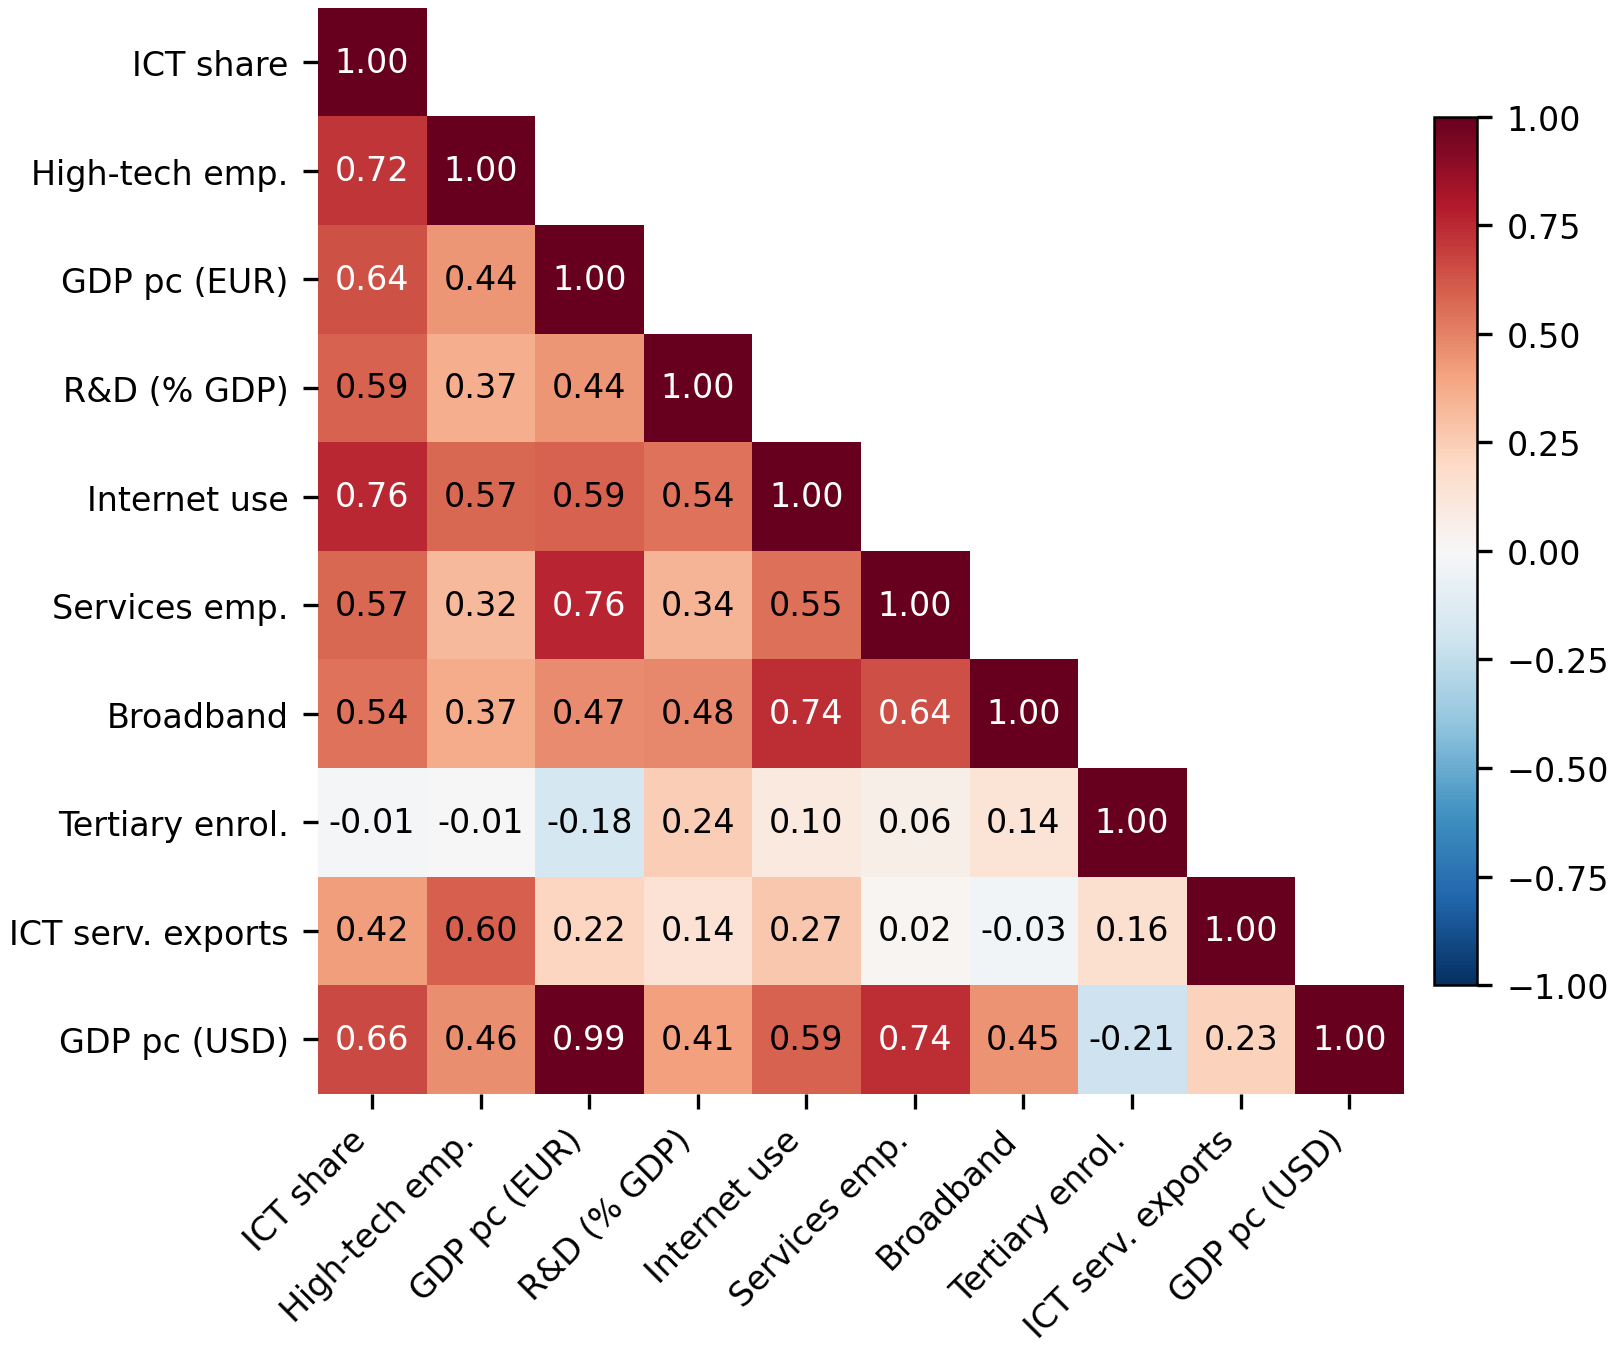 ICT share 1.00
High-tech emp. 0.72 1.00
GDP pc (EUR) 0.64 0.44 1.00
R&D (% GDP) 0.59 0.37 0.44 1.00
Internet use 0.76 0.57 0.59 0.54 1.00
Services emp. 0.57 0.32 0.76 0.34 0.55 1.00
Broadband 0.54 0.37 0.47 0.48 0.74 0.64 1.00
Tertiary enrol. -0.01 -0.01 -0.18 0.24 0.10 0.06 0.14 1.00
ICT serv. exports 0.42 0.60 0.22 0.14 0.27 0.02 -0.03 0.16 1.00
GDP pc (USD) 0.66 0.46 0.99 0.41 0.59 0.74 0.45 -0.21 0.23 1.00
ICT share
High-tech emp.
GDP pc (EUR)
R&D (% GDP)
Internet use
Services emp.
Broadband
Tertiary enrol.
ICT serv. exports
GDP pc (USD)
1.00
0.75
0.50
0.25
0.00
−0.25
−0.50
−0.75
−1.00